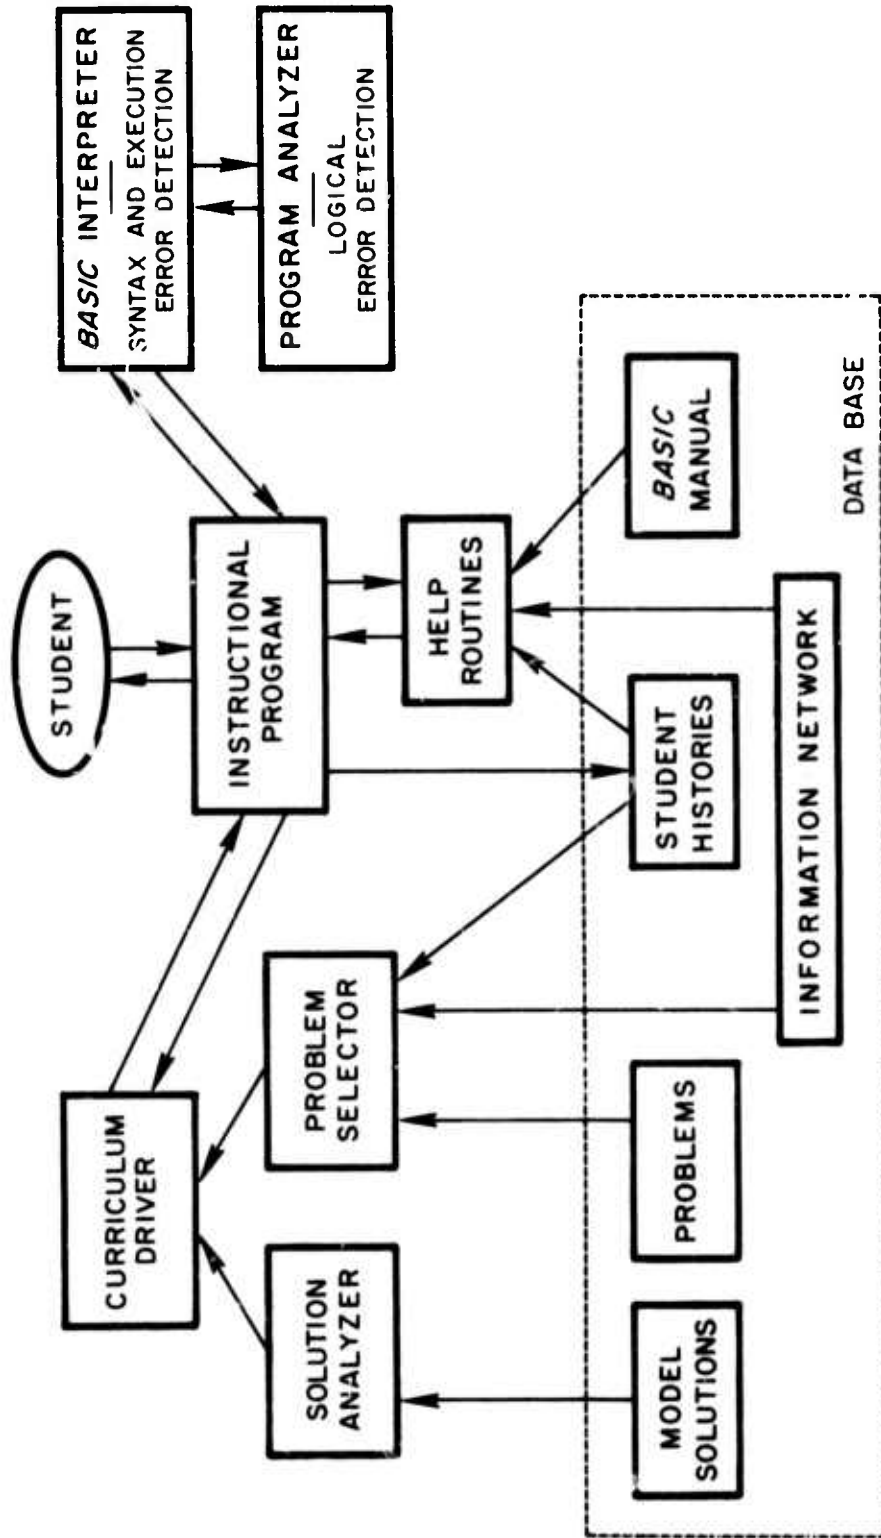 STUDENT
CURRICULUM
DRIVER
INSTRUCTIONAL
PROGRAM
BASIC INTERPRETER
SYNTAX AND EXECUTION
ERROR DETECTION
SOLUTION
ANALYZER
PROBLEM
SELECTOR
HELP
ROUTINES
PROGRAM ANALYZER
LOGICAL
ERROR DETECTION
MODEL
SOLUTIONS
PROBLEMS
STUDENT
HISTORIES
BASIC
MANUAL
INFORMATION NETWORK
DATA BASE